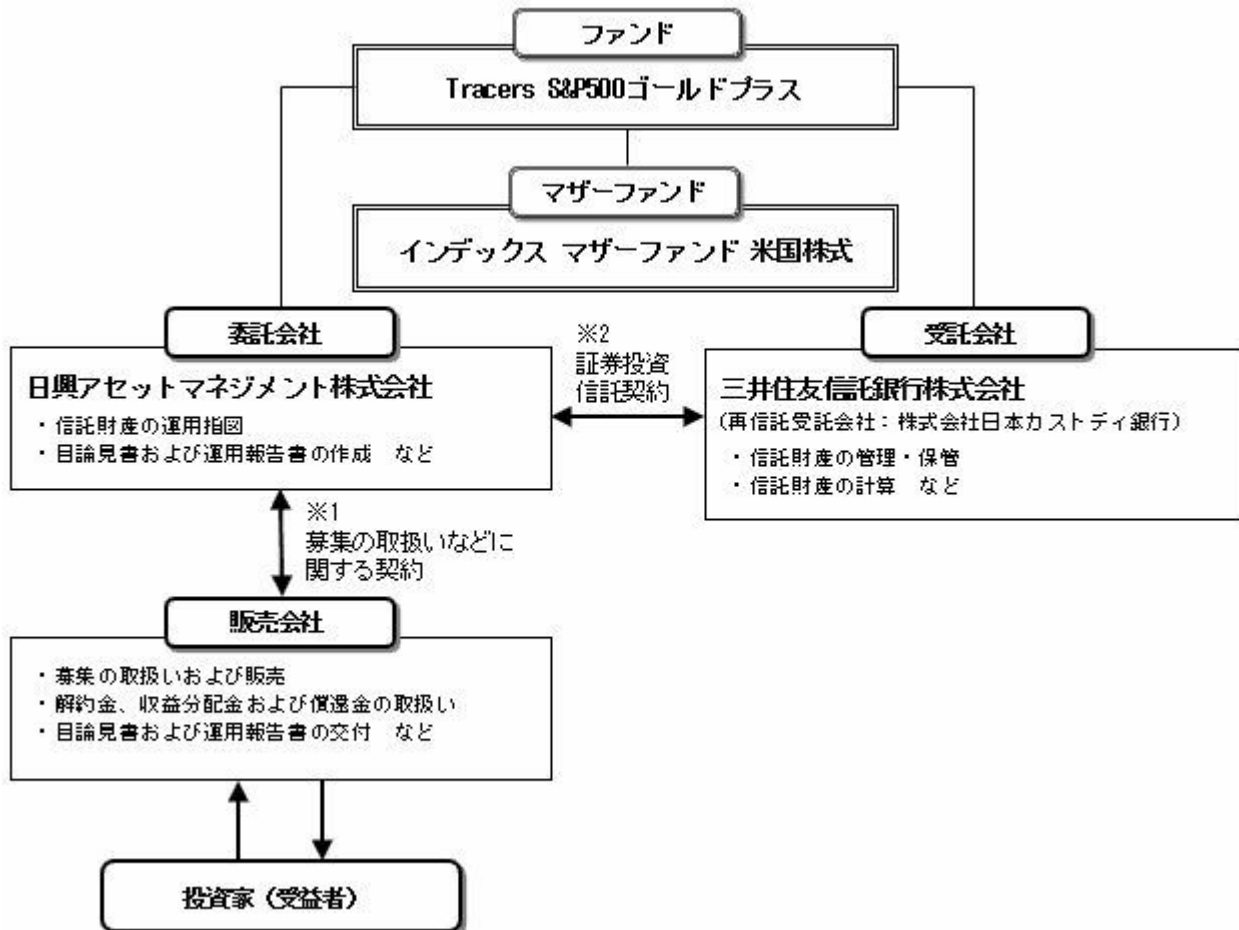 ファンド
Tracers S&P500ゴールドプラス
マザーファンド
インデックス マザーファンド 米国株式
委託会社
日興アセットマネジメント株式会社
・信託財産の運用指図
・目論見書および運用報告書の作成 など
※2
証券投資
信託契約
受託会社
三井住友信託銀行株式会社
(再信託受託会社：株式会社日本カストディ銀行)
・信託財産の管理・保管
・信託財産の計算 など
※1
募集の取扱いなどに
関する契約
販売会社
・募集の取扱いおよび販売
・解約金、収益分配金および償還金の取扱い
・目論見書および運用報告書の交付 など
投資家（受益者）